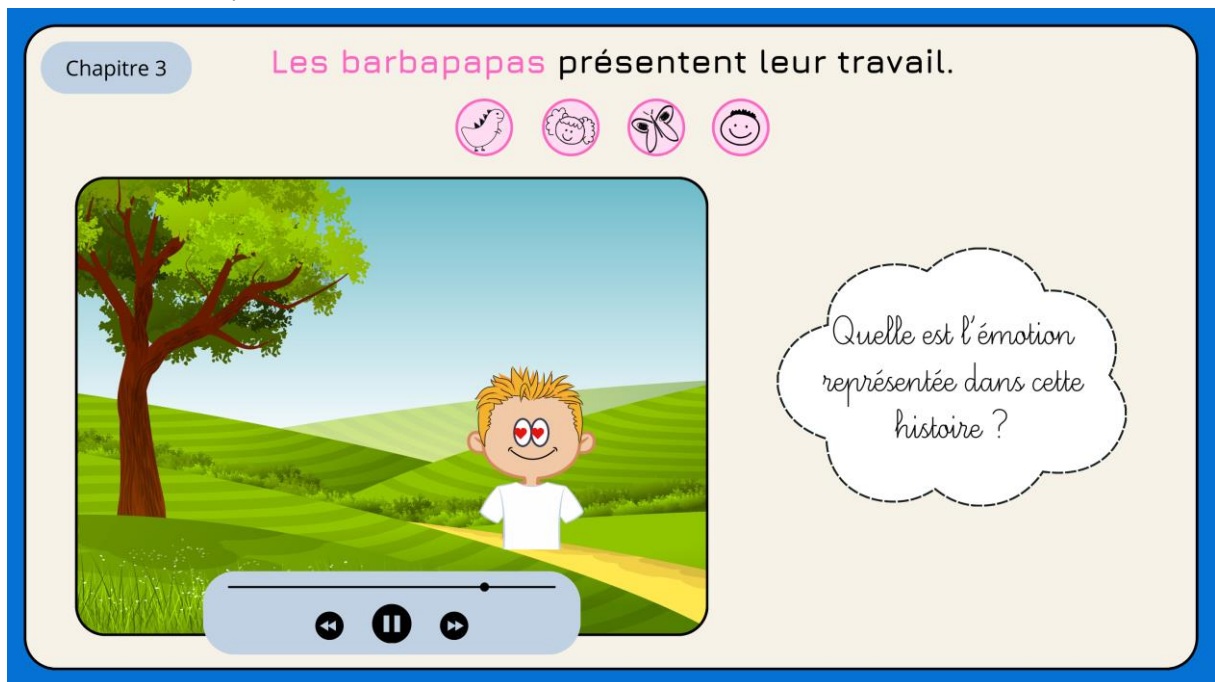 Chapitre 3
Les barbapapas présentent leur travail.
Quelle est l'émotion
représentée dans cette
histoire ?